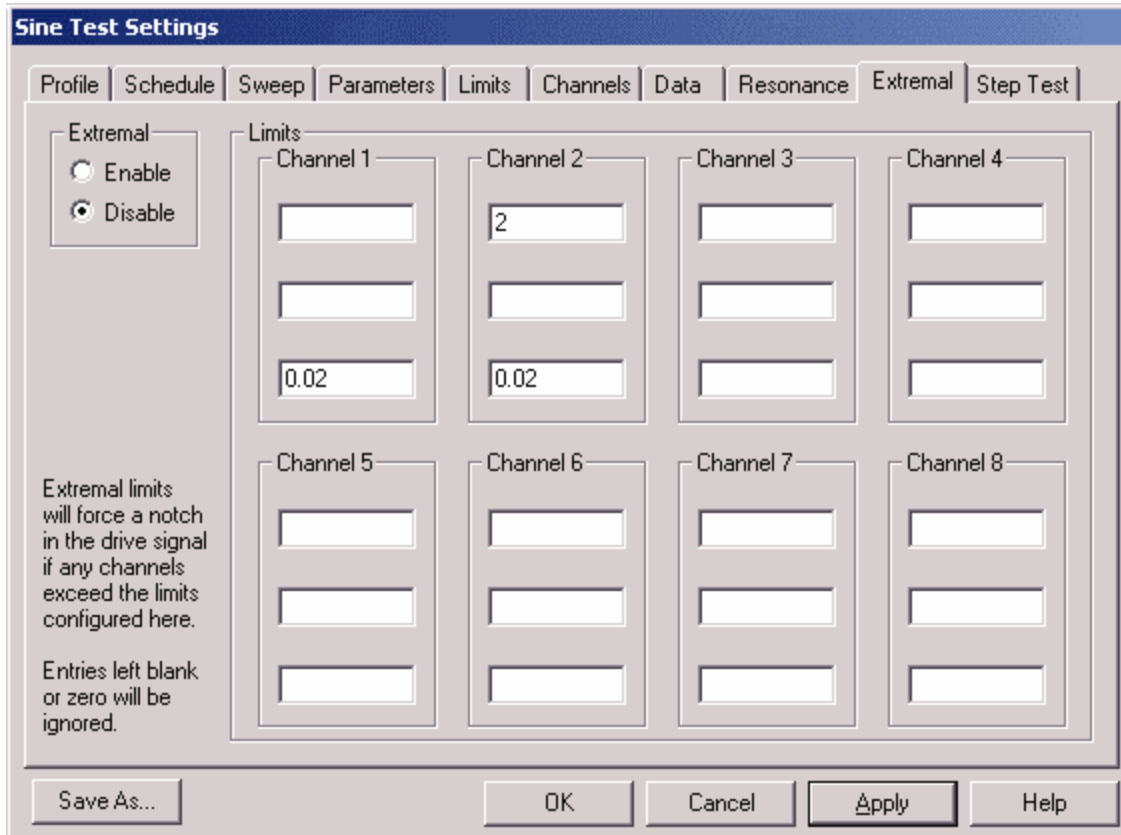 Sine Test Settings
Profile Schedule Sweep Parameters Limits Channels Data Resonance Extremal Step Test
Extremal
Enable
Disable
Limits
Channel 1 Channel 2 Channel 3 Channel 4
2
0.02 0.02
Channel 5 Channel 6 Channel 7 Channel 8
Extremal limits
will force a notch
in the drive signal
if any channels
exceed the limits
configured here.
Entries left blank
or zero will be
ignored.
Save As... OK Cancel Apply Help